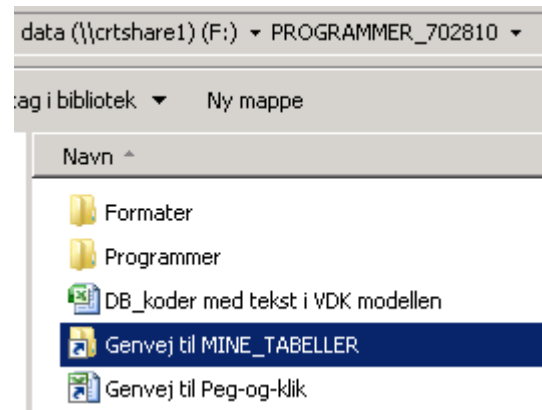 data (\\crtshare1) (F:) ▾ PROGRAMMER_702810 ▾
tag i bibliotek ▼ Ny mappe
Navn
Formater
Programmer
DB_koder med tekst i VDK modellen
Genvej til MINE_TABELLER
Genvej til Peg-og-klik